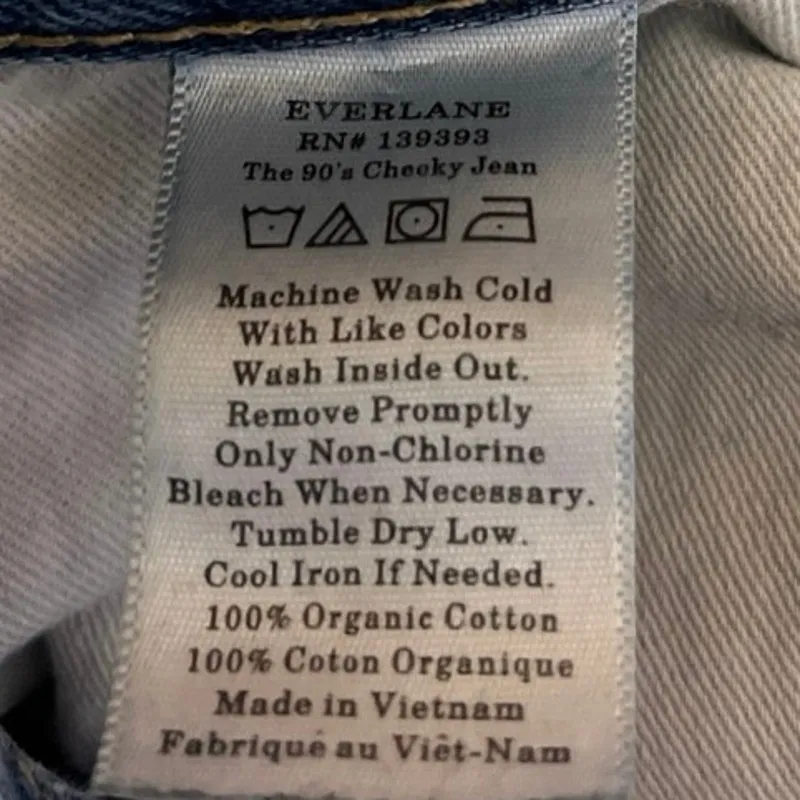 EVERLANE
RN# 139393
The 90's Cheeky Jean
Machine Wash Cold
With Like Colors
Wash Inside Out.
Remove Promptly
Only Non-Chlorine
Bleach When Necessary.
Tumble Dry Low.
Cool Iron If Needed.
100% Organic Cotton
100% Coton Organique
Made in Vietnam
Fabriqué au Viêt-Nam